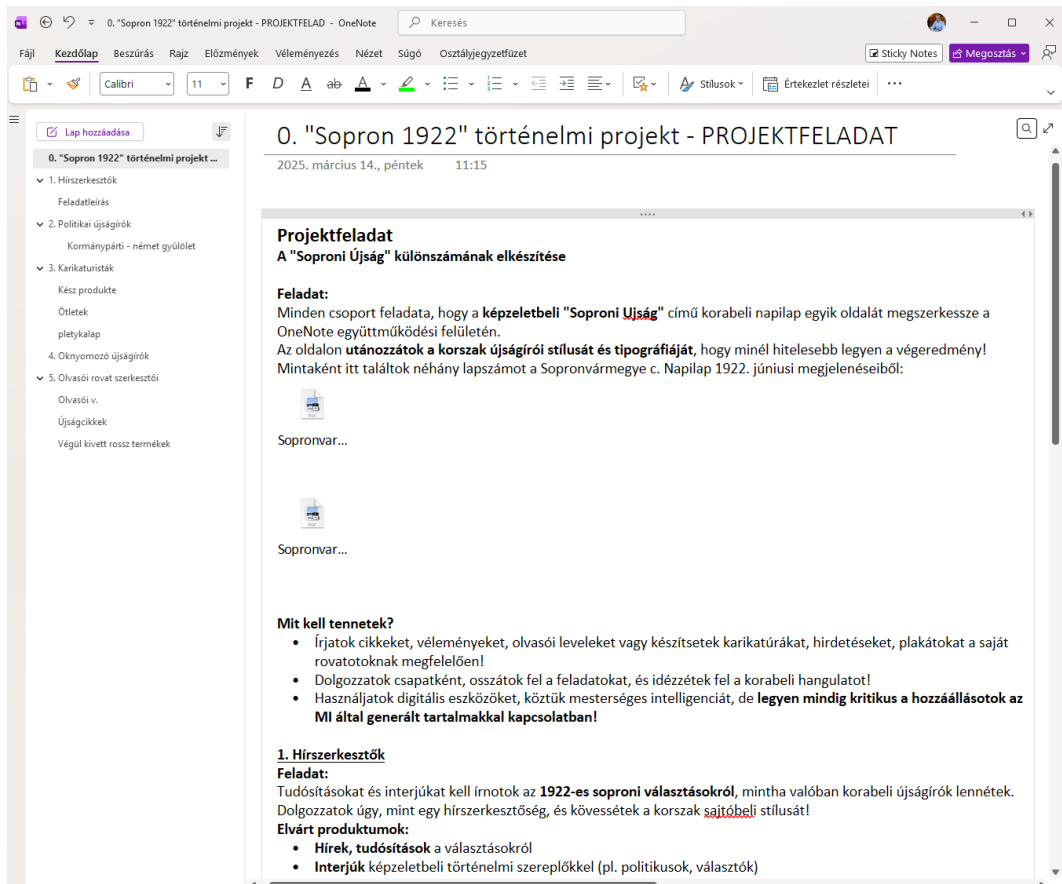 0. "Sopron 1922" történelmi projekt - PROJEKTFELAD - OneNote
Keresés
Fájl Kezdőlap Beszúrás Rajz Előzmények Véleményezés Nézet Súgó Osztályjegyzetfüzet
Sticky Notes Megosztás
Calibri 11 F D A ab A Stílusok Értekezlet részletei
Lap hozzáadása
0. "Sopron 1922" történelmi projekt ...
1. Hírszerkesztők
Feladatleírás
2. Politikai újságírók
Kormánypárti - német gyűlölet
3. Karikaturisták
Kész produkte
Ötletek
pletykalap
4. Oknyomozó újságírók
5. Olvasói rovat szerkesztői
Olvasói v.
Újságcikkek
Végül kivett rossz termékek
0. "Sopron 1922" történelmi projekt - PROJEKTFELADAT
2025. március 14., péntek 11:15
Projektfeladat
A "Soproni Újság" különszámának elkészítése
Feladat:
Minden csoport feladata, hogy a képzeletbeli "Soproni Ujság" című korabeli napilap egyik oldalát megszerkessze a
OneNote együttműködési felületén.
Az oldalon utánozzátok a korszak újságírói stílusát és tipográfiáját, hogy minél hitelesebb legyen a végeredmény!
Mintaként itt találtok néhány lapszámot a Sopronvármegye c. Napilap 1922. júniusi megjelenéseiből:
Sopronvar...
Sopronvar...
Mit kell tennetek?
• Írjatok cikkeket, véleményeket, olvasói leveleket vagy készítsetek karikatúrákat, hirdetéseket, plakátokat a saját
rovatotoknak megfelelően!
• Dolgozzatok csapatként, osszátok fel a feladatokat, és idézzétek fel a korabeli hangulatot!
• Használjatok digitális eszközöket, köztük mesterséges intelligenciát, de legyen mindig kritikus a hozzáállásotok az
MI által generált tartalmakkal kapcsolatban!
1. Hírszerkesztők
Feladat:
Tudósításokat és interjúkat kell írnotok az 1922-es soproni választásokról, mintha valóban korabeli újságírók lennétek.
Dolgozzatok úgy, mint egy hírszerkesztőség, és kövessétek a korszak sajtóbeli stílusát!
Elvárt produktumok:
• Hírek, tudósítások a választásokról
• Interjúk képzeletbeli történelmi szereplőkkel (pl. politikusok, választók)